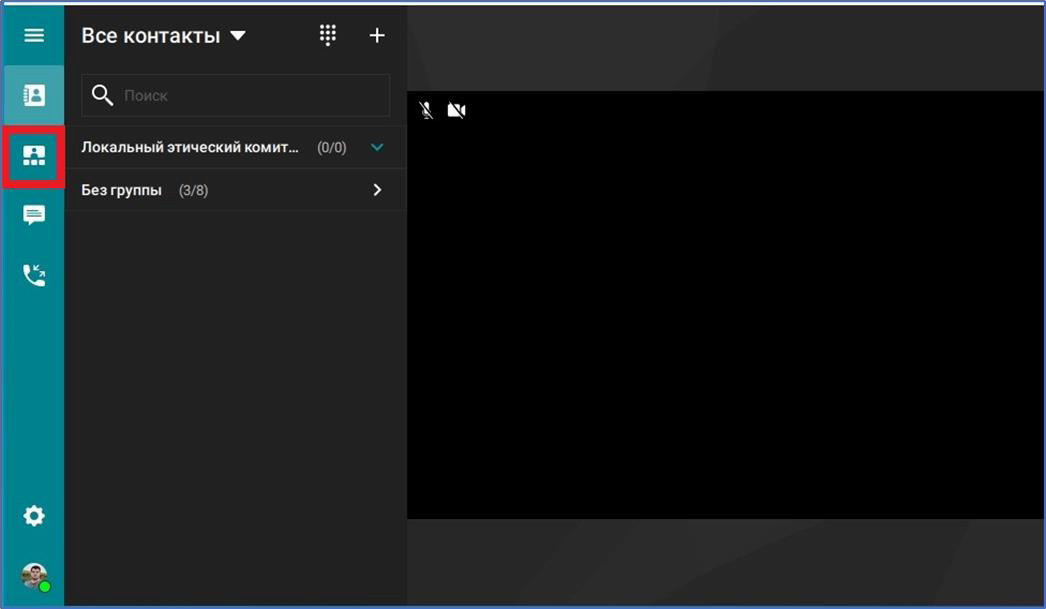 Все контакты
Поиск
Локальный этический комит... (0/0)
Без группы (3/8)